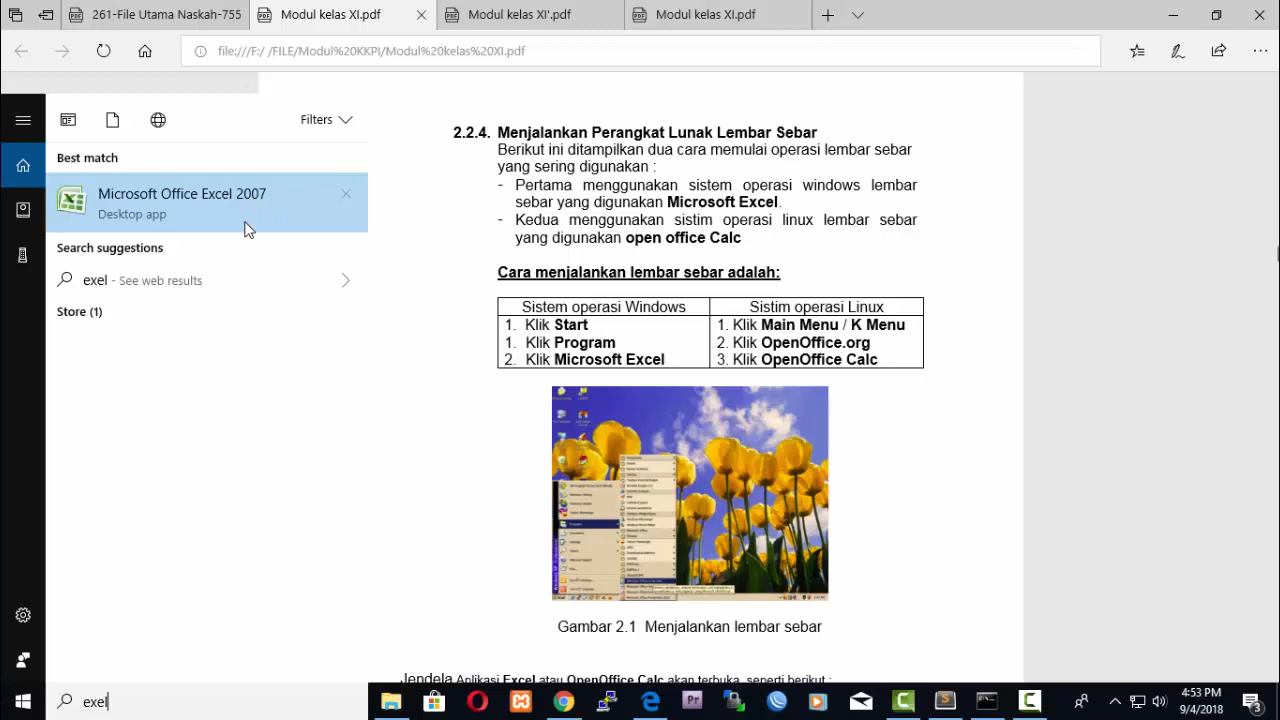 261-File Utama Naskah-755
Modul kelas XI.pdf
Modul kelas XI'.pdf
Modul kelas XI.pdf
file:///F:/ /FILE/Modul%20KKPI/Modul%20kelas%20XI.pdf
Filters
Best match
Microsoft Office Excel 2007
Desktop app
Search suggestions
exel - See web results
Store (1)
exel
2.2.4. Menjalankan Perangkat Lunak Lembar Sebar
Berikut ini ditampilkan dua cara memulai operasi lembar sebar
yang sering digunakan :
- Pertama menggunakan sistem operasi windows lembar
sebar yang digunakan Microsoft Excel.
- Kedua menggunakan sistim operasi linux lembar sebar
yang digunakan open office Calc
Cara menjalankan lembar sebar adalah:
Sistem operasi Windows
1. Klik Start
1. Klik Program
2. Klik Microsoft Excel
Sistim operasi Linux
1. Klik Main Menu / K Menu
2. Klik OpenOffice.org
3. Klik OpenOffice Calc
Gambar 2.1 Menjalankan lembar sebar
Jendela Aplikasi Excel atau OpenOffice Calc akan terbuka, seperti berikut :
4:53 PM
9/4/2018